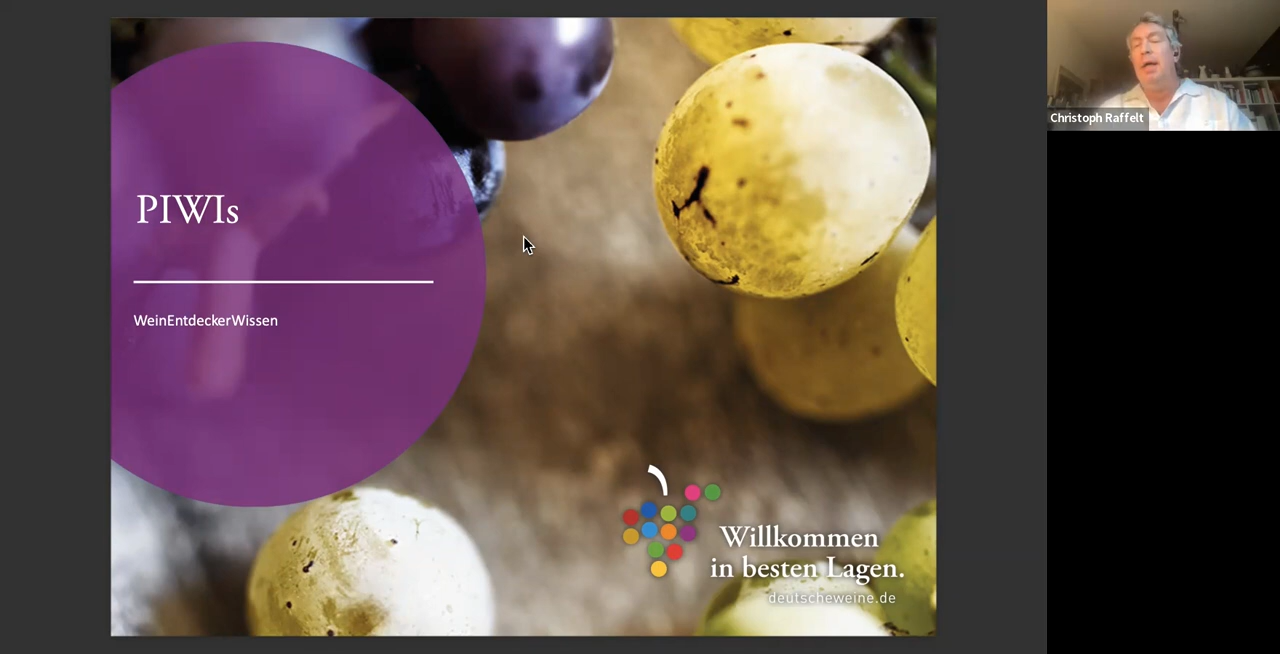 PIWIs
WeinEntdeckerWissen
Willkommen
in besten Lagen.
deutscheweine.de
Christoph Raffelt